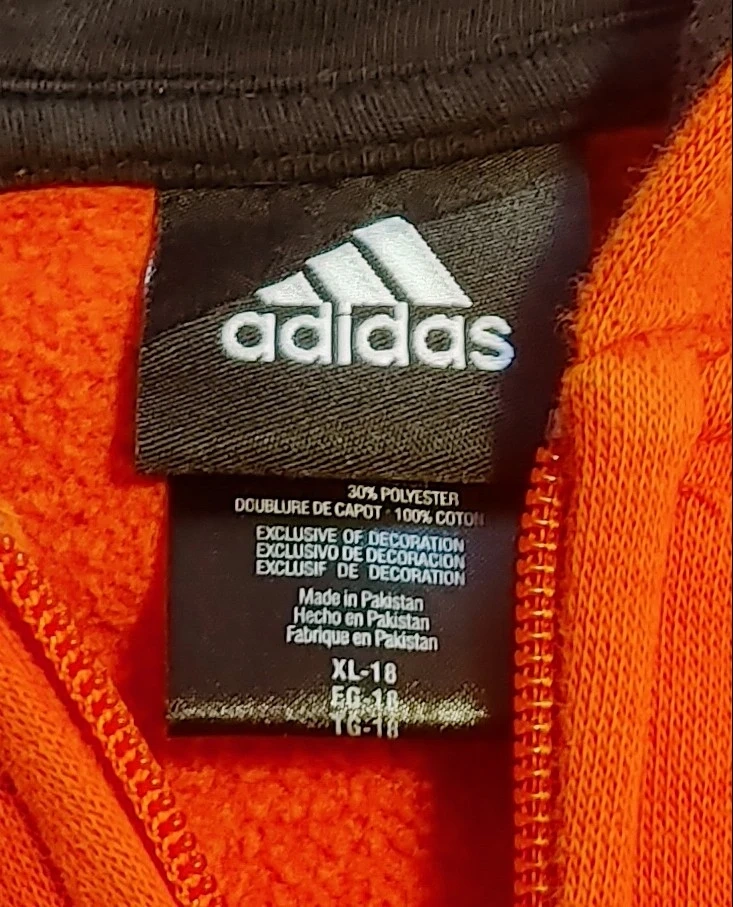 adidas
30% POLYESTER
DOUBLURE DE CAPOT · 100% COTON
EXCLUSIVE OF DECORATION
EXCLUSIVO DE DECORACION
EXCLUSIF DE DECORATION
Made in Pakistan
Hecho en Pakistan
Fabrique en Pakistan
XL-18
EG-18
TG-18